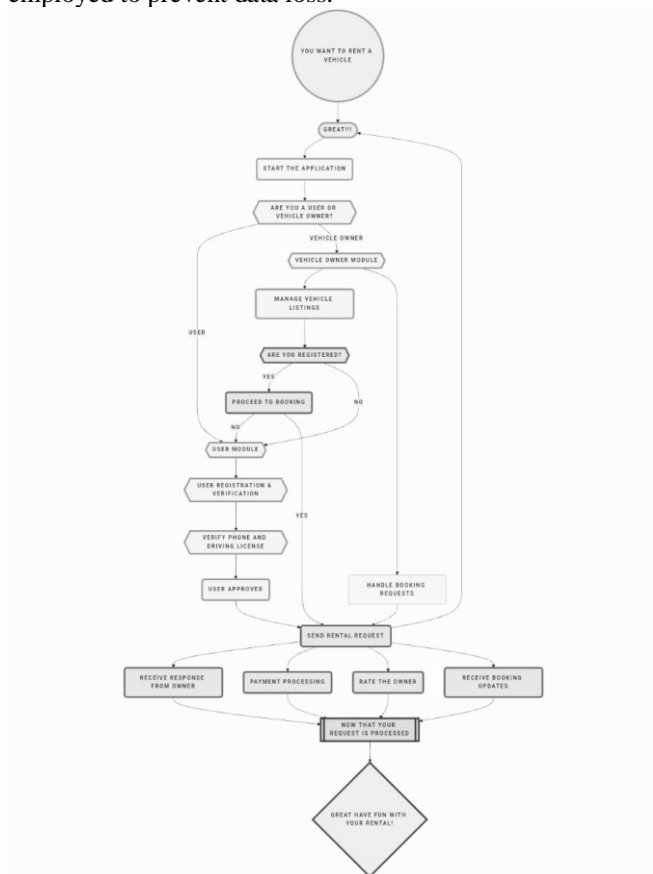 employed to prevent data loss.
YOU WANT TO RENT A
VEHICLE
GREAT!!!
START THE APPLICATION
ARE YOU A USER OR
VEHICLE OWNER?
VEHICLE OWNER
VEHICLE OWNER MODULE
MANAGE VEHICLE
LISTINGS
USER
ARE YOU REGISTERED?
YES
PROCEED TO BOOKING
NO
NO
USER MODULE
USER REGISTRATION &
VERIFICATION
YES
VERIFY PHONE AND
DRIVING LICENSE
USER APPROVED
HANDLE BOOKING
REQUESTS
SEND RENTAL REQUEST
RECEIVE RESPONSE
FROM OWNER
PAYMENT PROCESSING
RATE THE OWNER
RECEIVE BOOKING
UPDATES
NOW THAT YOUR
REQUEST IS PROCESSED
GREAT HAVE FUN WITH
YOUR RENTAL!